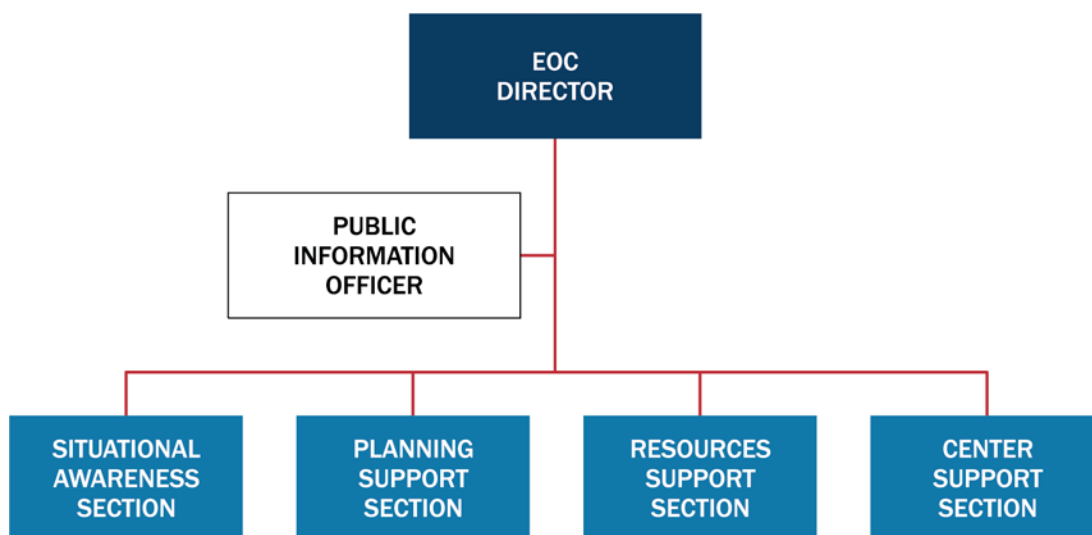 EOC
DIRECTOR
PUBLIC
INFORMATION
OFFICER
SITUATIONAL
AWARENESS
SECTION
PLANNING
SUPPORT
SECTION
RESOURCES
SUPPORT
SECTION
CENTER
SUPPORT
SECTION